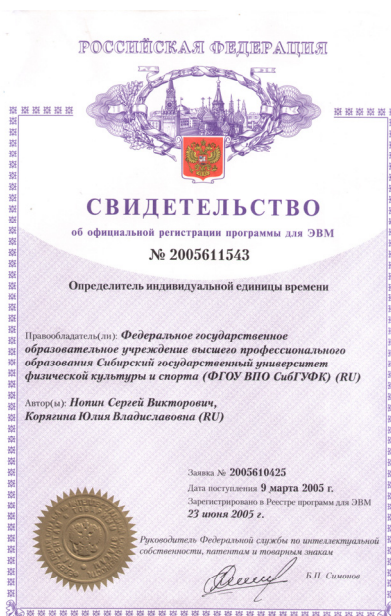 РОССИЙСКАЯ ФЕДЕРАЦИЯ
СВИДЕТЕЛЬСТВО
об официальной регистрации программы для ЭВМ
№ 2005611543
Определитель индивидуальной единицы времени
Правообладатель(ли): Федеральное государственное
образовательное учреждение высшего профессионального
образования Сибирский государственный университет
физической культуры и спорта (ФГОУ ВПО СибГУФК) (RU)
Автор(ы): Нопин Сергей Викторович,
Корягина Юлия Владиславовна (RU)
Заявка № 2005610425
Дата поступления 9 марта 2005 г.
Зарегистрировано в Реестре программ для ЭВМ
23 июня 2005 г.
Руководитель Федеральной службы по интеллектуальной
собственности, патентам и товарным знакам
Б.П. Симонов